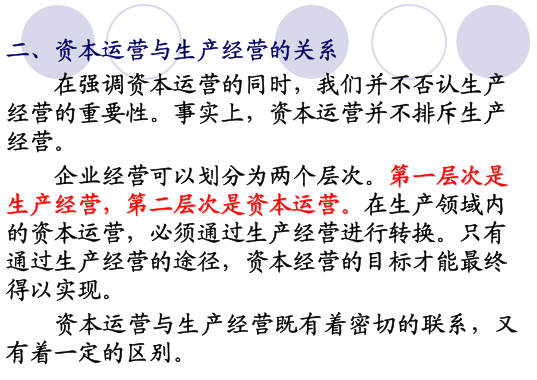 二、资本运营与生产经营的关系
在强调资本运营的同时，我们并不否认生产
经营的重要性。事实上，资本运营并不排斥生产
经营。
企业经营可以划分为两个层次。第一层次是
生产经营，第二层次是资本运营。在生产领域内
的资本运营，必须通过生产经营进行转换。只有
通过生产经营的途径，资本经营的目标才能最终
得以实现。
资本运营与生产经营既有着密切的联系，又
有着一定的区别。